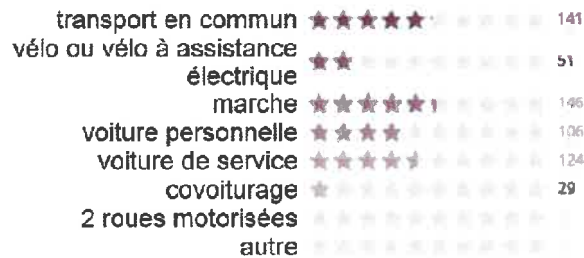 transport en commun 141
vélo ou vélo à assistance
électrique 51
marche 146
voiture personnelle 106
voiture de service 124
covoiturage 29
2 roues motorisées
autre